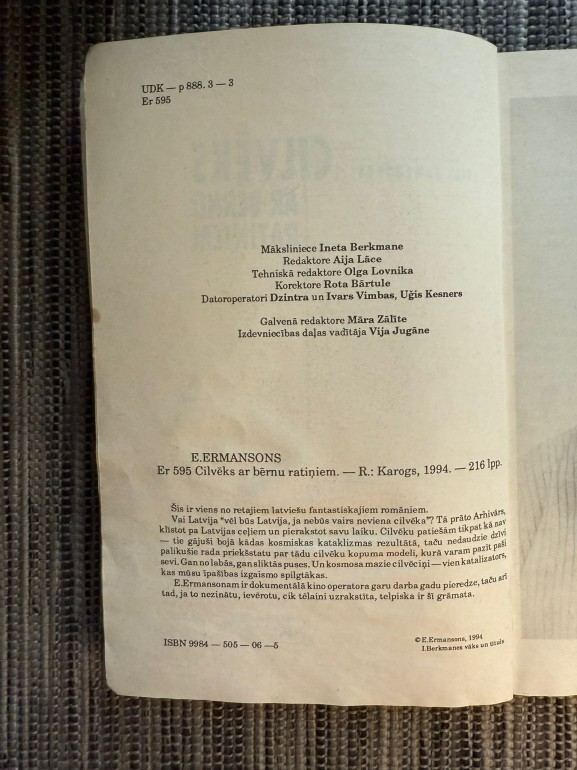 UDK — p 888. 3 — 3
Er 595
Māksliniece Ineta Berkmane
Redaktore Aija Lāce
Tehniskā redaktore Olga Lovnika
Korektore Rota Bārtule
Datoroperatori Dzintra un Ivars Vimbas, Uģis Kesners
Galvenā redaktore Māra Zālīte
Izdevniecības daļas vadītāja Vija Jugāne
E.ERMANSONS
Er 595 Cilvēks ar bērnu ratiņiem. — R.: Karogs, 1994. — 216 lpp.
Šis ir viens no retajiem latviešu fantastiskajiem romāniem.
Vai Latvija "vēl būs Latvija, ja nebūs vairs neviena cilvēka"? Tā prāto Arhivārs,
klīstot pa Latvijas ceļiem un pierakstot savu laiku. Cilvēku patiešām tikpat kā nav
— tie gājuši bojā kādas kosmiskas kataklizmas rezultātā, taču nedaudzie dzīvi
palikušie rada priekšstatu par tādu cilvēku kopuma modeli, kurā varam pazīt paši
sevi. Gan no labās, gan sliktās puses. Un kosmosa mazie cilvēciņi — vien katalizators,
kas mūsu īpašības izgaismo spilgtākas.
E.Ermansonam ir dokumentālā kino operatora garu darba gadu pieredze, taču arī
tad, ja to nezinātu, ievērotu, cik tēlaini uzrakstīta, telpiska ir šī grāmata.
ISBN 9984 — 505 — 06 —5
© E.Ermansons, 1994
I.Berkmanes vāks un titule